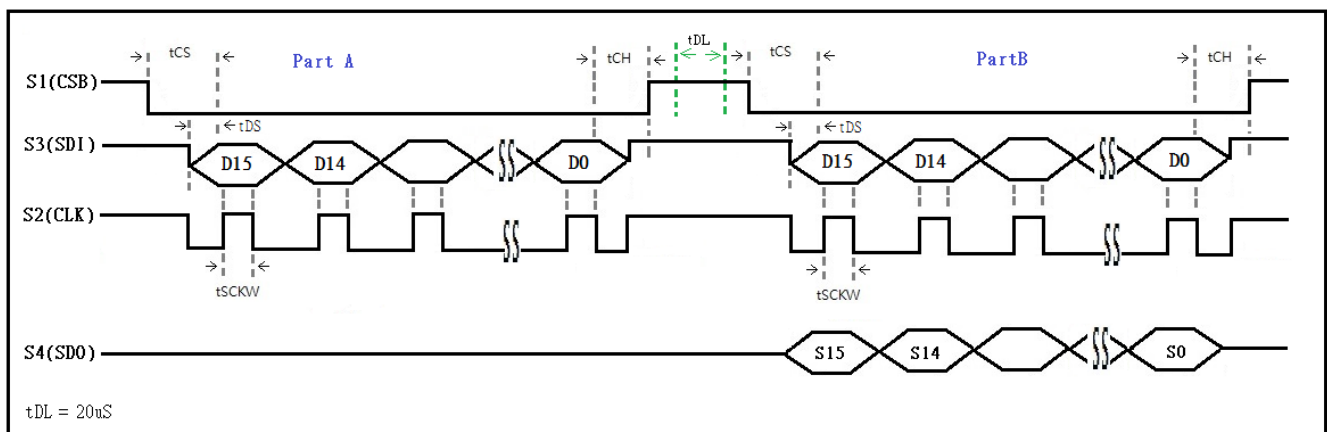 tCS Part A tCH tDL tCS PartB tCH
S1(CSB)
tDS tDS
S3(SDI) D15 D14 D0 D15 D14 D0
S2(CLK)
tSCKW tSCKW
S4(SDO) S15 S14 S0
tDL = 20uS